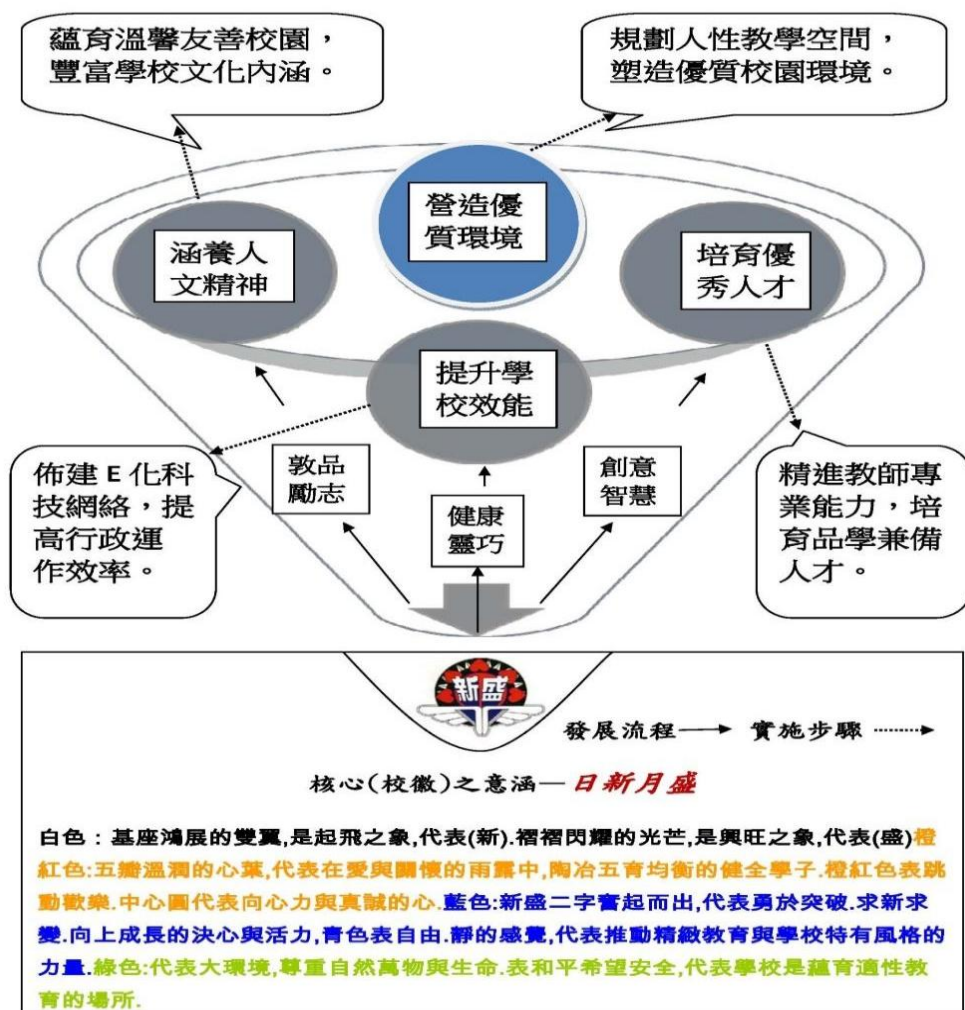 蘊育溫馨友善校園，
豐富學校文化內涵。
規劃人性教學空間，
塑造優質校園環境。
營造優
質環境
涵養人
文精神
培育優
秀人才
提升學
校效能
佈建 E 化科
技網絡，提
高行政運
作效率。
敦品
勵志
健康
靈巧
創意
智慧
精進教師專
業能力，培
育品學兼備
人才。
新盛
發展流程 實施步驟
核心(校徽)之意涵—日新月盛
白色：基座鴻展的雙翼,是起飛之象,代表(新).褶褶閃耀的光芒,是興旺之象,代表(盛)橙
紅色:五瓣溫潤的心葉,代表在愛與關懷的雨露中,陶冶五育均衡的健全學子.橙紅色表跳
動歡樂.中心圓代表向心力與真誠的心.藍色:新盛二字奮起而出,代表勇於突破.求新求
變.向上成長的決心與活力,青色表自由.靜的感覺,代表推動精緻教育與學校特有風格的
力量.綠色:代表大環境,尊重自然萬物與生命.表和平希望安全,代表學校是蘊育適性教
育的場所.